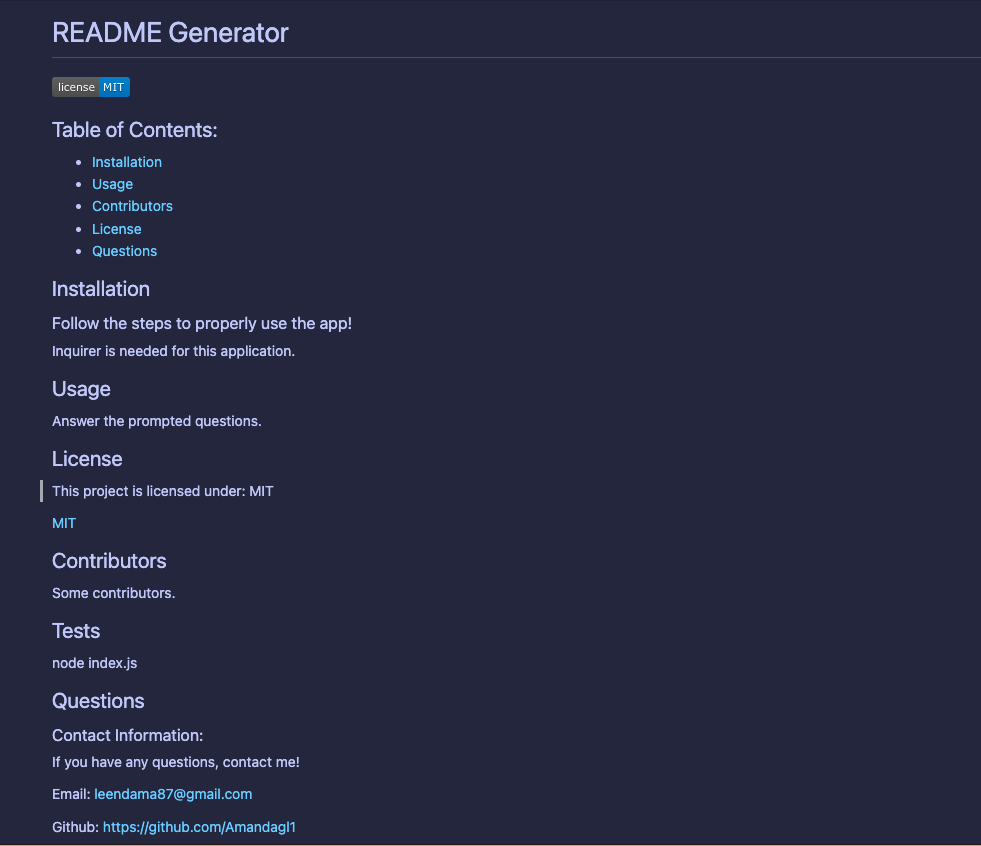 README Generator
license MIT
Table of Contents:
Installation
Usage
Contributors
License
Questions
Installation
Follow the steps to properly use the app!
Inquirer is needed for this application.
Usage
Answer the prompted questions.
License
This project is licensed under: MIT
MIT
Contributors
Some contributors.
Tests
node index.js
Questions
Contact Information:
If you have any questions, contact me!
Email: leendama87@gmail.com
Github: https://github.com/Amandagl1